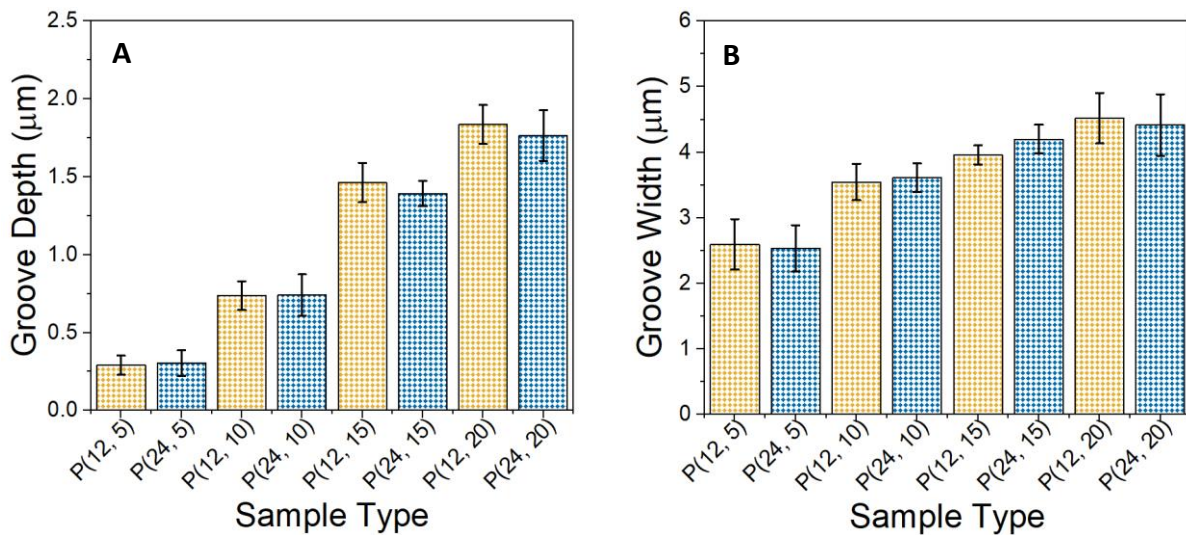 A
Groove Depth (μm)
2.5
2.0
1.5
1.0
0.5
0.0
P(12, 5)
P(24, 5)
P(12, 10)
P(24, 10)
P(12, 15)
P(24, 15)
P(12, 20)
P(24, 20)
Sample Type
B
Groove Width (μm)
6
5
4
3
2
1
0
P(12, 5)
P(24, 5)
P(12, 10)
P(24, 10)
P(12, 15)
P(24, 15)
P(12, 20)
P(24, 20)
Sample Type